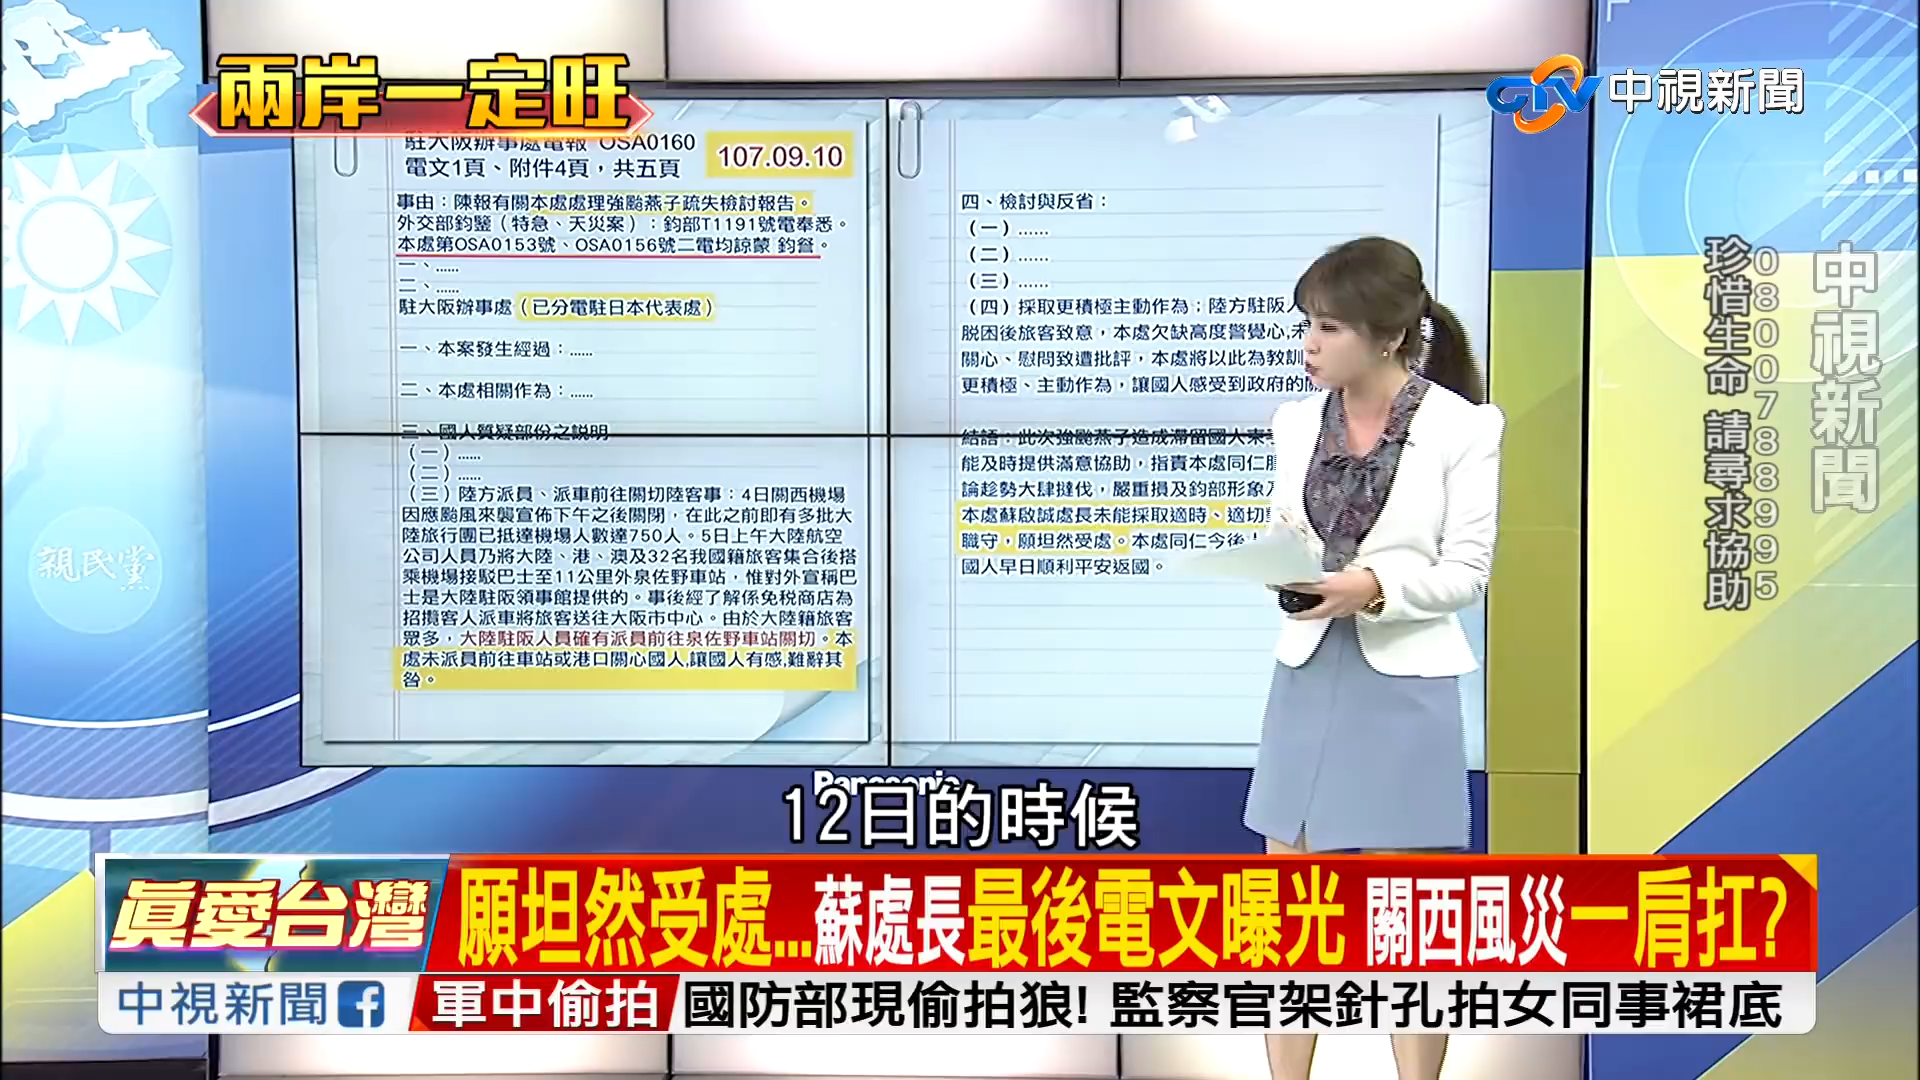 兩岸一定旺
CTV 中視新聞
駐大阪辦事處電報 OSA0160
電文1頁、附件4頁，共五頁
107.09.10
事由：陳報有關本處處理強颱燕子疏失檢討報告。
外交部鈞鑒（特急、天災案）：鈞部T1191號電奉悉。
本處第OSA0153號、OSA0156號二電均諒蒙 鈞詧。
一、......
二、......
駐大阪辦事處（已分電駐日本代表處）
一、本案發生經過：......
二、本處相關作為：......
三、國人質疑部份之說明
（一）......
（二）......
（三）陸方派員、派車前往關切陸客事：4日關西機場
因應颱風來襲宣佈下午之後關閉，在此之前即有多批大
陸旅行團已抵達機場人數達750人。5日上午大陸航空
公司人員乃將大陸、港、澳及32名我國籍旅客集合後搭
乘機場接駁巴士至11公里外泉佐野車站，惟對外宣稱巴
士是大陸駐阪領事館提供的。事後經了解係免稅商店為
招攬客人派車將旅客送往大阪市中心。由於大陸籍旅客
眾多，大陸駐阪人員確有派員前往泉佐野車站關切。本
處未派員前往車站或港口關心國人,讓國人有感,難辭其
咎。
四、檢討與反省：
（一）......
（二）......
（三）......
（四）採取更積極主動作為；陸方駐阪
脫困後旅客致意，本處欠缺高度警覺心,未
關心、慰問致遭批評，本處將以此為教訓
更積極、主動作為，讓國人感受到政府的關
結語：此次強颱燕子造成滯留國人
能及時提供滿意協助，指責本處同仁
論趁勢大肆撻伐，嚴重損及鈞部形象
本處蘇啟誠處長未能採取適時、適切
職守，願坦然受處。本處同仁今後
國人早日順利平安返國。
親民黨
中視新聞
0800788995
珍惜生命 請尋求協助
Panasonic
12日的時候
真愛台灣
願坦然受處...蘇處長最後電文曝光 關西風災一肩扛?
中視新聞 f
軍中偷拍 國防部現偷拍狼! 監察官架針孔拍女同事裙底